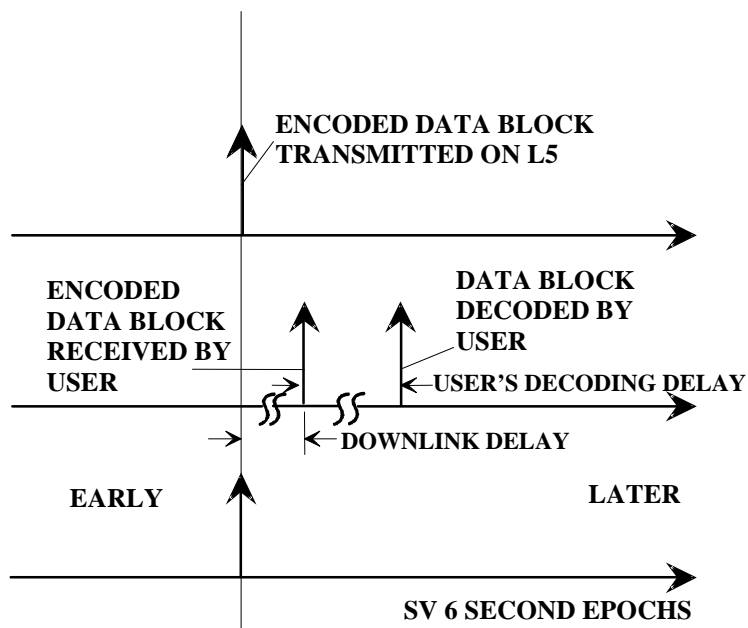 ENCODED DATA BLOCK
TRANSMITTED ON L5
ENCODED
DATA BLOCK
RECEIVED BY
USER
DATA BLOCK
DECODED BY
USER
USER'S DECODING DELAY
DOWNLINK DELAY
EARLY
LATER
SV 6 SECOND EPOCHS